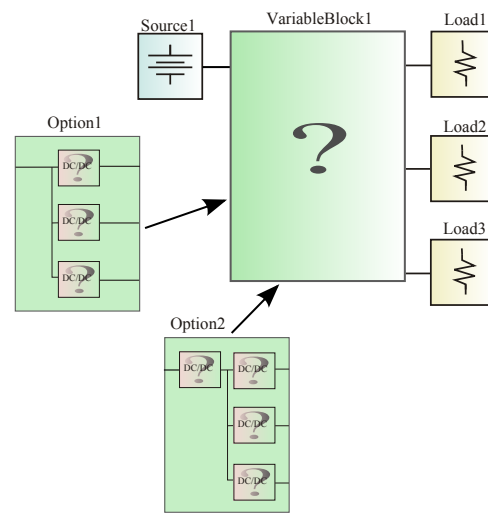 Source1
VariableBlock1
Load1
?
Load2
Load3
Option1
DC/DC
DC/DC
DC/DC
Option2
DC/DC
DC/DC
DC/DC
DC/DC